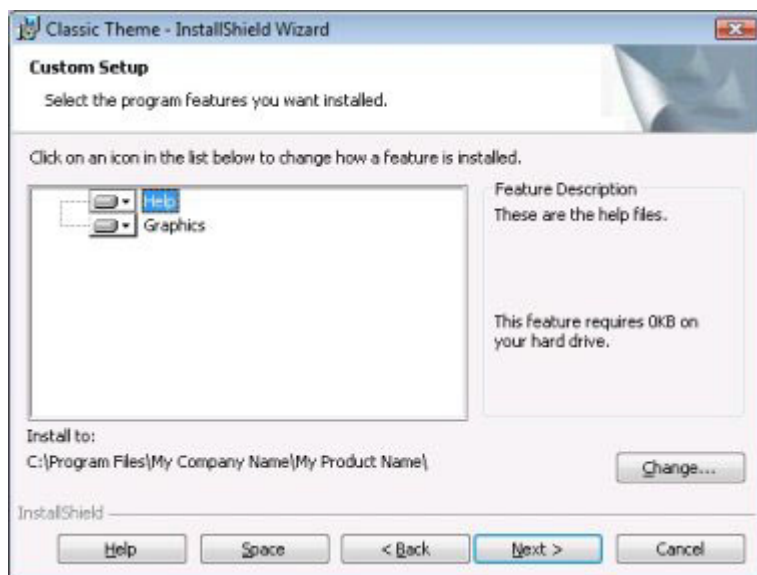 Classic Theme - InstallShield Wizard
Custom Setup
Select the program features you want installed.
Click on an icon in the list below to change how a feature is installed.
Help
Graphics
Feature Description
These are the help files.
This feature requires 0KB on
your hard drive.
Install to:
C:\Program Files\My Company Name\My Product Name\
Change...
InstallShield
Help
Space
< Back
Next >
Cancel